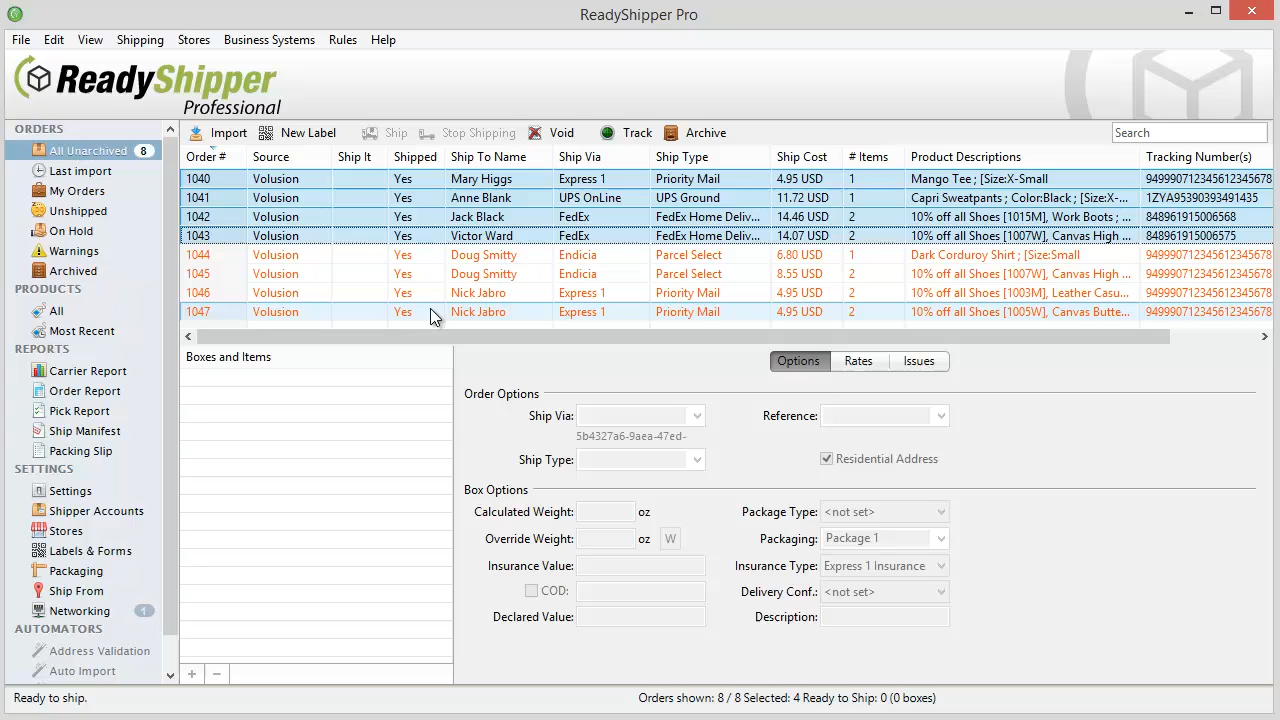 ReadyShipper Pro
File Edit View Shipping Stores Business Systems Rules Help
ReadyShipper
Professional
ORDERS
All Unarchived 8
Last import
My Orders
Unshipped
On Hold
Warnings
Archived
PRODUCTS
All
Most Recent
REPORTS
Carrier Report
Order Report
Pick Report
Ship Manifest
Packing Slip
SETTINGS
Settings
Shipper Accounts
Stores
Labels & Forms
Packaging
Ship From
Networking 1
AUTOMATORS
Address Validation
Auto Import
Import New Label Ship Stop Shipping Void Track Archive Search
Order # Source Ship It Shipped Ship To Name Ship Via Ship Type Ship Cost # Items Product Descriptions Tracking Number(s)
1040 Volusion Yes Mary Higgs Express 1 Priority Mail 4.95 USD 1 Mango Tee ; [Size:X-Small 94999071234561234567 8
1041 Volusion Yes Anne Blank UPS OnLine UPS Ground 11.72 USD 1 Capri Sweatpants ; Color:Black ; [Size:X-... 1ZYA95390393491435
1042 Volusion Yes Jack Black FedEx FedEx Home Deliv... 14.46 USD 2 10% off all Shoes [1015M], Work Boots ; ... 848961915006568
1043 Volusion Yes Victor Ward FedEx FedEx Home Deliv... 14.07 USD 2 10% off all Shoes [1007W], Canvas High ... 848961915006575
1044 Volusion Yes Doug Smitty Endicia Parcel Select 6.80 USD 1 Dark Corduroy Shirt ; [Size:Small 949990712345612345678
1045 Volusion Yes Doug Smitty Endicia Parcel Select 8.55 USD 2 10% off all Shoes [1007W], Canvas High ... 949990712345612345678
1046 Volusion Yes Nick Jabro Express 1 Priority Mail 4.95 USD 2 10% off all Shoes [1003M], Leather Casu... 949990712345612345678
1047 Volusion Yes Nick Jabro Express 1 Priority Mail 4.95 USD 2 10% off all Shoes [1005W], Canvas Butte... 949990712345612345678
Boxes and Items
Options Rates Issues
Order Options
Ship Via: Reference:
5b4327a6-9aea-47ed-
Ship Type: Residential Address
Box Options
Calculated Weight: oz Package Type: <not set>
Override Weight: oz W Packaging: Package 1
Insurance Value: Insurance Type: Express 1 Insurance
COD: Delivery Conf.: <not set>
Declared Value: Description:
Ready to ship. Orders shown: 8 / 8 Selected: 4 Ready to Ship: 0 (0 boxes)